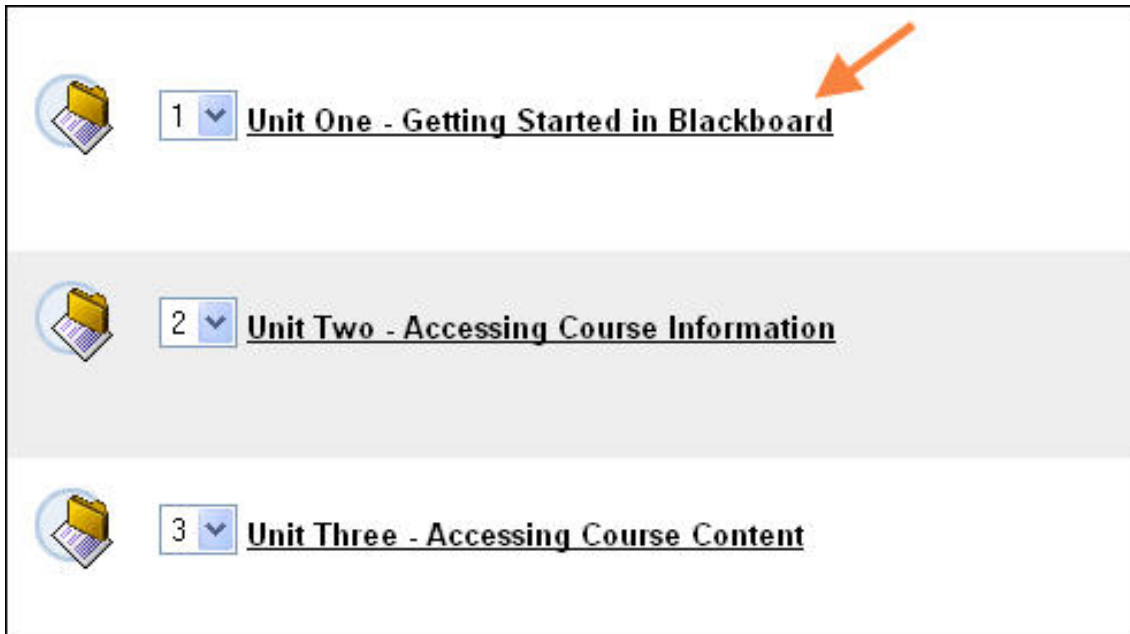 1 Unit One - Getting Started in Blackboard
2 Unit Two - Accessing Course Information
3 Unit Three - Accessing Course Content